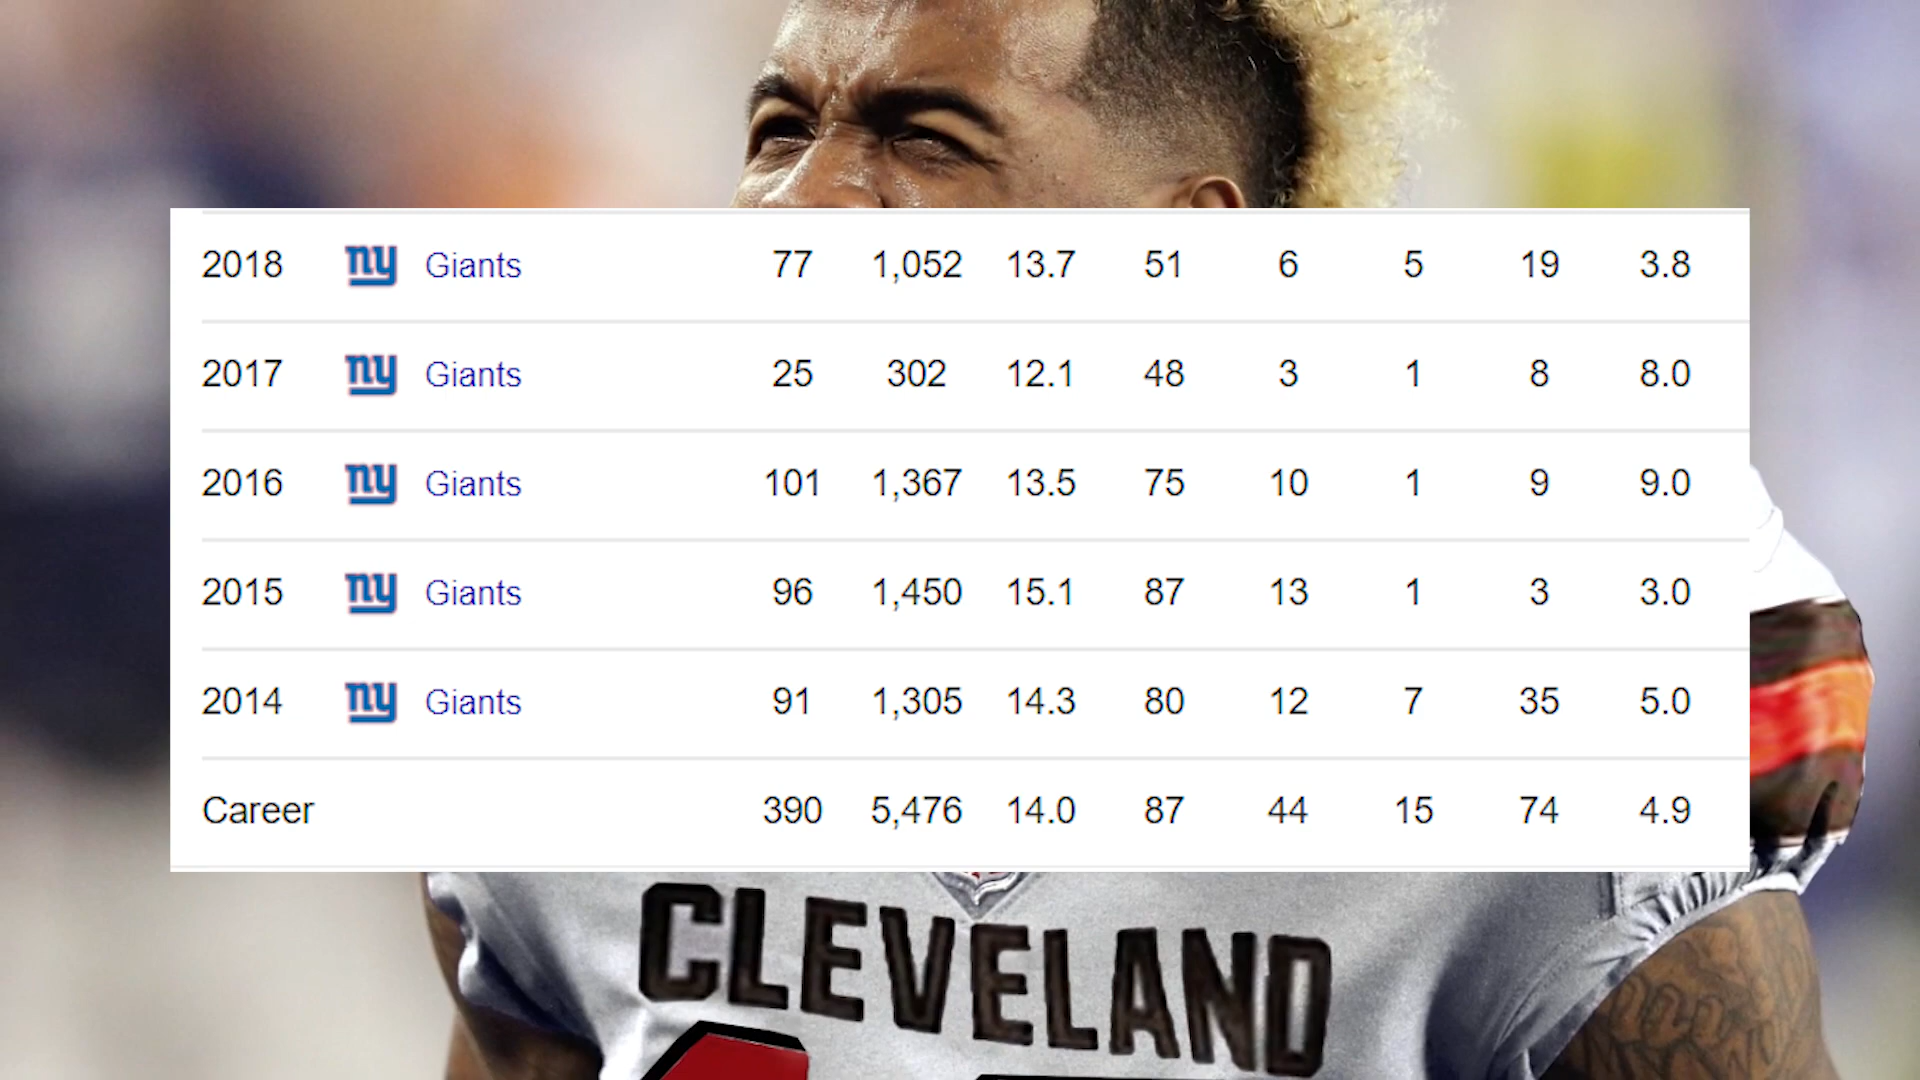 2018 ny Giants 77 1,052 13.7 51 6 5 19 3.8
2017 ny Giants 25 302 12.1 48 3 1 8 8.0
2016 ny Giants 101 1,367 13.5 75 10 1 9 9.0
2015 ny Giants 96 1,450 15.1 87 13 1 3 3.0
2014 ny Giants 91 1,305 14.3 80 12 7 35 5.0
Career 390 5,476 14.0 87 44 15 74 4.9
CLEVELAND